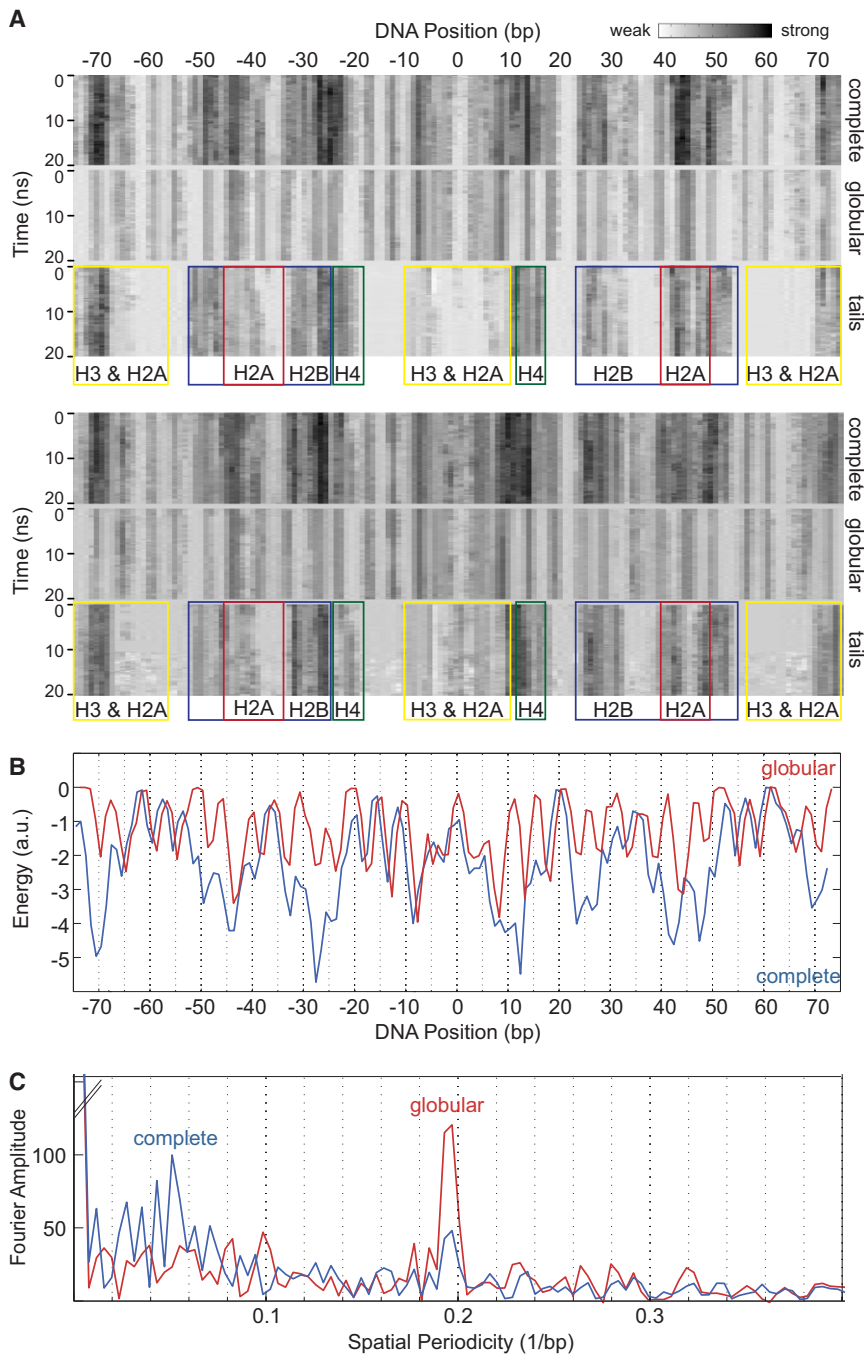 A
DNA Position (bp)
weak strong
-70 -60 -50 -40 -30 -20 -10 0 10 20 30 40 50 60 70
0
10
20
complete
0
10
20
globular
0
10
20
tails
Time (ns)
H3 & H2A H2A H2B H4 H3 & H2A H4 H2B H2A H3 & H2A
0
10
20
complete
0
10
20
globular
0
10
20
tails
Time (ns)
H3 & H2A H2A H2B H4 H3 & H2A H4 H2B H2A H3 & H2A
B
globular
0
-1
-2
-3
-4
-5
Energy (a.u.)
complete
-70 -60 -50 -40 -30 -20 -10 0 10 20 30 40 50 60 70
DNA Position (bp)
C
globular
complete
100
50
Fourier Amplitude
0.1 0.2 0.3
Spatial Periodicity (1/bp)